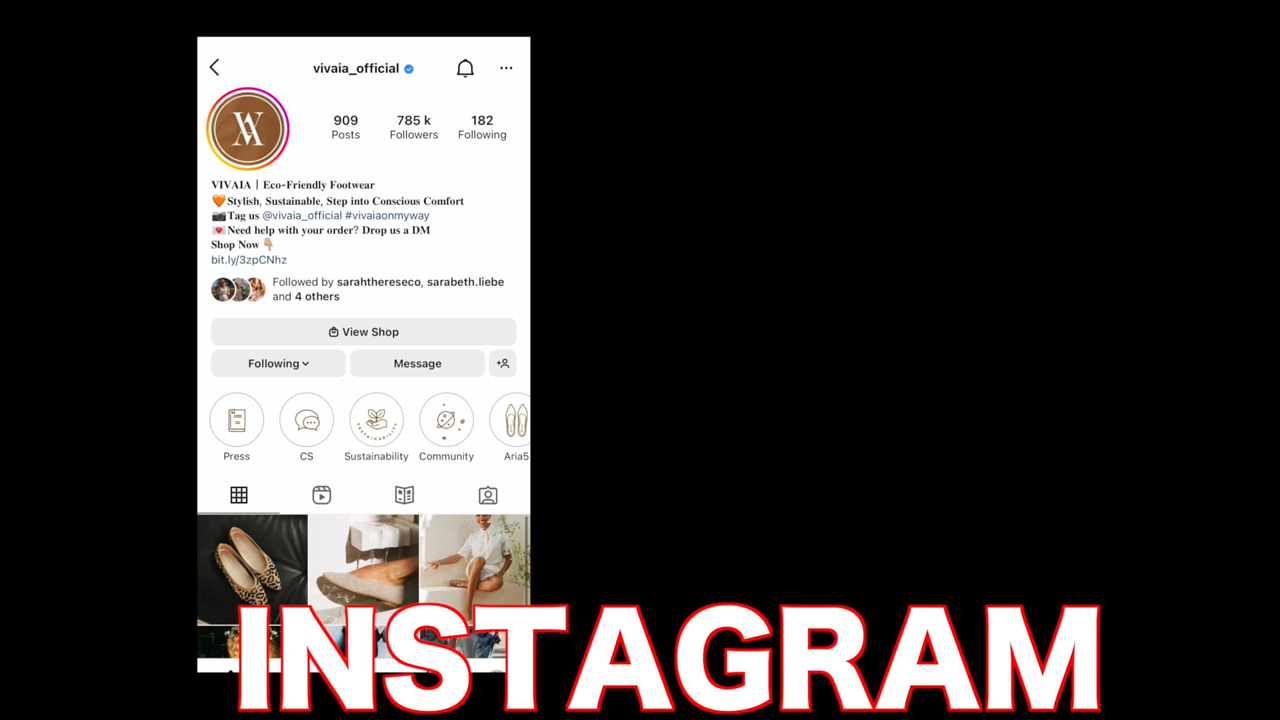 vivaia_official
909
785 k
182
Posts
Followers
Following
VIVAIA | Eco-Friendly Footwear
🧡Stylish, Sustainable, Step into Conscious Comfort
📷Tag us @vivaia_official #vivaiaonmyway
💌Need help with your order? Drop us a DM
Shop Now 👇🏼
bit.ly/3zpCNhz
Followed by sarahthereseco, sarabeth.liebe
and 4 others
View Shop
Following
Message
SUSTAINABILITY
Press
CS
Sustainability
Community
Aria5
INSTAGRAM